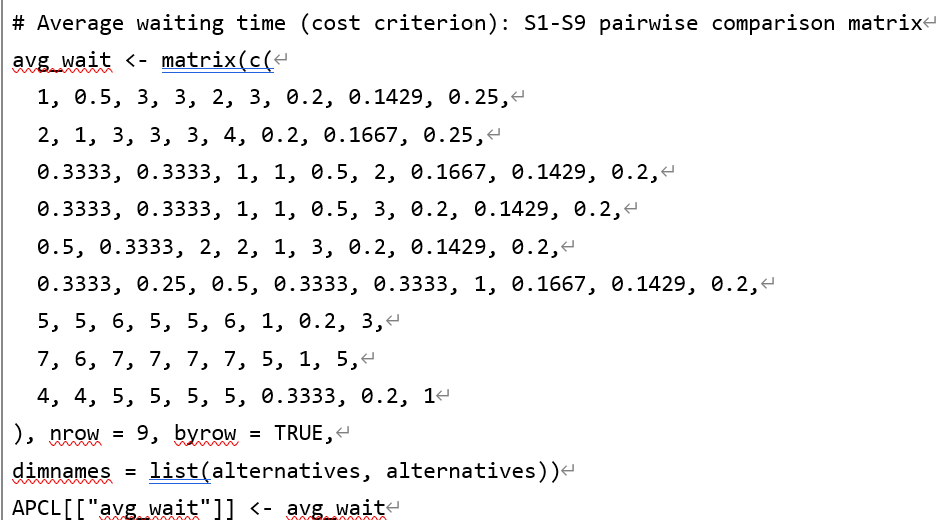 # Average waiting time (cost criterion): S1-S9 pairwise comparison matrix
avg_wait <- matrix(c(
1, 0.5, 3, 3, 2, 3, 0.2, 0.1429, 0.25,
2, 1, 3, 3, 3, 4, 0.2, 0.1667, 0.25,
0.3333, 0.3333, 1, 1, 0.5, 2, 0.1667, 0.1429, 0.2,
0.3333, 0.3333, 1, 1, 0.5, 3, 0.2, 0.1429, 0.2,
0.5, 0.3333, 2, 2, 1, 3, 0.2, 0.1429, 0.2,
0.3333, 0.25, 0.5, 0.3333, 0.3333, 1, 0.1667, 0.1429, 0.2,
5, 5, 6, 5, 5, 6, 1, 0.2, 3,
7, 6, 7, 7, 7, 7, 5, 1, 5,
4, 4, 5, 5, 5, 5, 0.3333, 0.2, 1
), nrow = 9, byrow = TRUE,
dimnames = list(alternatives, alternatives))
APCL[["avg_wait"]] <- avg_wait